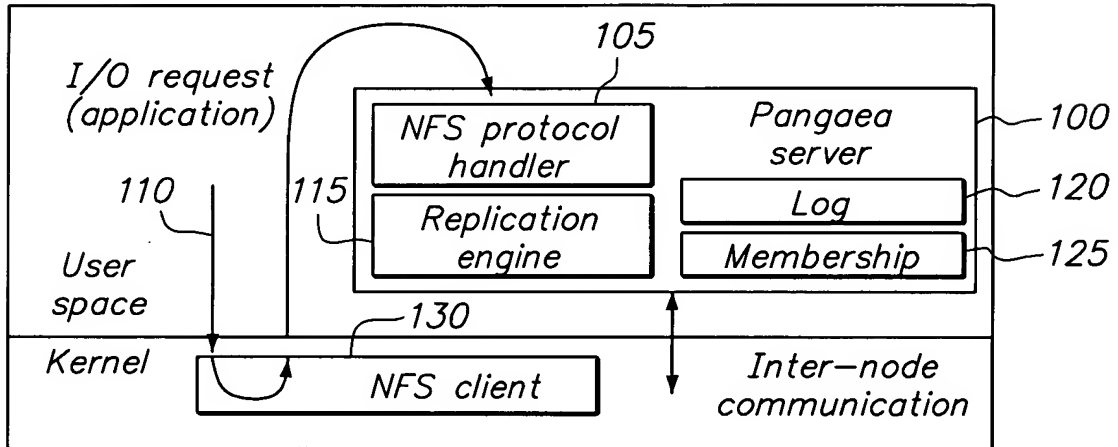 105
I/O request
(application)
NFS protocol
handler
Pangaea
server
100
110
115
Replication
engine
Log
120
Membership
125
User
space
130
Kernel
NFS client
Inter-node
communication